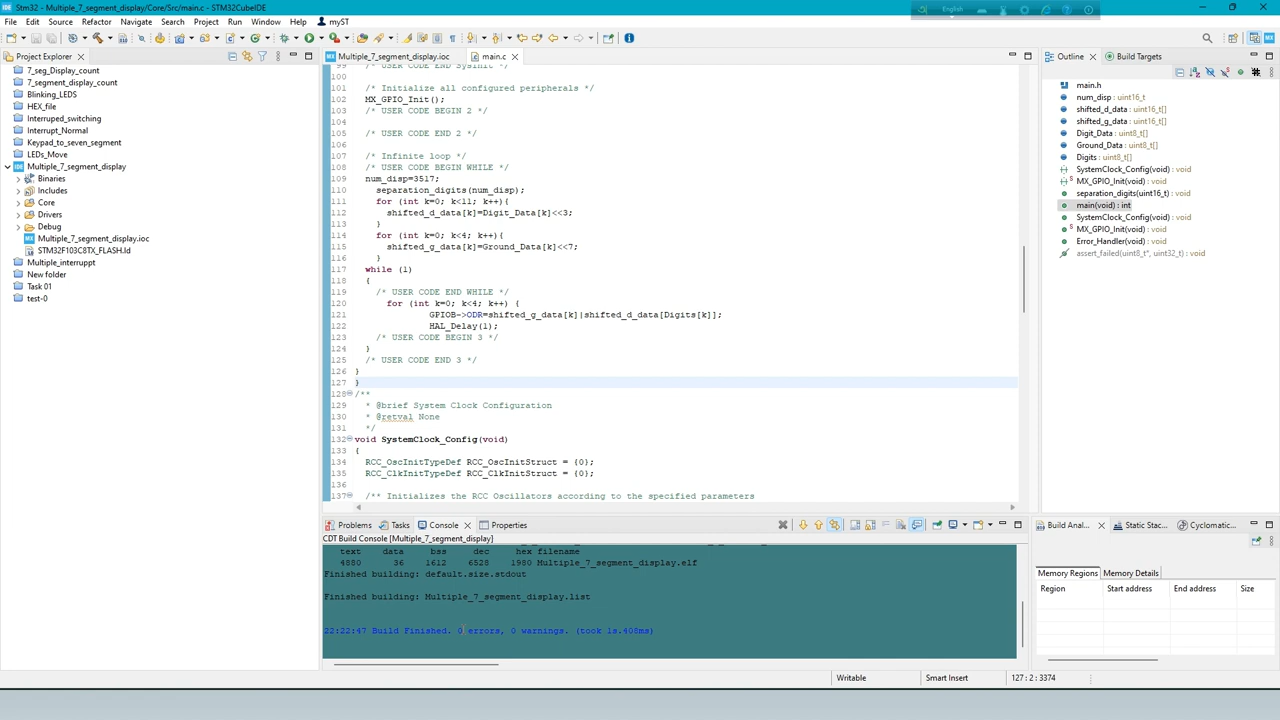 Stm32 - Multiple_7_segment_display/Core/Src/main.c - STM32CubeIDE
English
File Edit Source Refactor Navigate Search Project Run Window Help myST
Project Explorer
7_seg_Display_count
7_segment_display_count
Blinking_LEDS
HEX_file
Interruped_switching
Interrupt_Normal
Keypad_to_seven_segment
LEDs_Move
Multiple_7_segment_display
Binaries
Includes
Core
Drivers
Debug
Multiple_7_segment_display.ioc
STM32F103C8TX_FLASH.ld
Multiple_interruppt
New folder
Task 01
test-0
Multiple_7_segment_display.ioc main.c
99 /* USER CODE END SysInit */
100
101 /* Initialize all configured peripherals */
102 MX_GPIO_Init();
103 /* USER CODE BEGIN 2 */
104
105 /* USER CODE END 2 */
106
107 /* Infinite loop */
108 /* USER CODE BEGIN WHILE */
109 num_disp=3517;
110 separation_digits(num_disp);
111 for (int k=0; k<11; k++){
112 shifted_d_data[k]=Digit_Data[k]<<3;
113 }
114 for (int k=0; k<4; k++){
115 shifted_g_data[k]=Ground_Data[k]<<7;
116 }
117 while (1)
118 {
119 /* USER CODE END WHILE */
120 for (int k=0; k<4; k++) {
121 GPIOB->ODR=shifted_g_data[k]|shifted_d_data[Digits[k]];
122 HAL_Delay(1);
123 /* USER CODE BEGIN 3 */
124 }
125 /* USER CODE END 3 */
126 }
127 }
128 /**
129 * @brief System Clock Configuration
130 * @retval None
131 */
132 void SystemClock_Config(void)
133 {
134 RCC_OscInitTypeDef RCC_OscInitStruct = {0};
135 RCC_ClkInitTypeDef RCC_ClkInitStruct = {0};
136
137 /** Initializes the RCC Oscillators according to the specified parameters
Outline Build Targets
main.h
num_disp : uint16_t
shifted_d_data : uint16_t[]
shifted_g_data : uint16_t[]
Digit_Data : uint8_t[]
Ground_Data : uint8_t[]
Digits : uint8_t[]
SystemClock_Config(void) : void
MX_GPIO_Init(void) : void
separation_digits(uint16_t) : void
main(void) : int
SystemClock_Config(void) : void
MX_GPIO_Init(void) : void
Error_Handler(void) : void
assert_failed(uint8_t*, uint32_t) : void
Problems Tasks Console Properties
CDT Build Console [Multiple_7_segment_display]
text data bss dec hex filename
4880 36 1612 6528 1980 Multiple_7_segment_display.elf
Finished building: default.size.stdout
Finished building: Multiple_7_segment_display.list
22:22:47 Build Finished. 0 errors, 0 warnings. (took 1s.408ms)
Build Anal... Static Stac... Cyclomatic...
Memory Regions Memory Details
Region Start address End address Size
Writable Smart Insert 127 : 2 : 3374